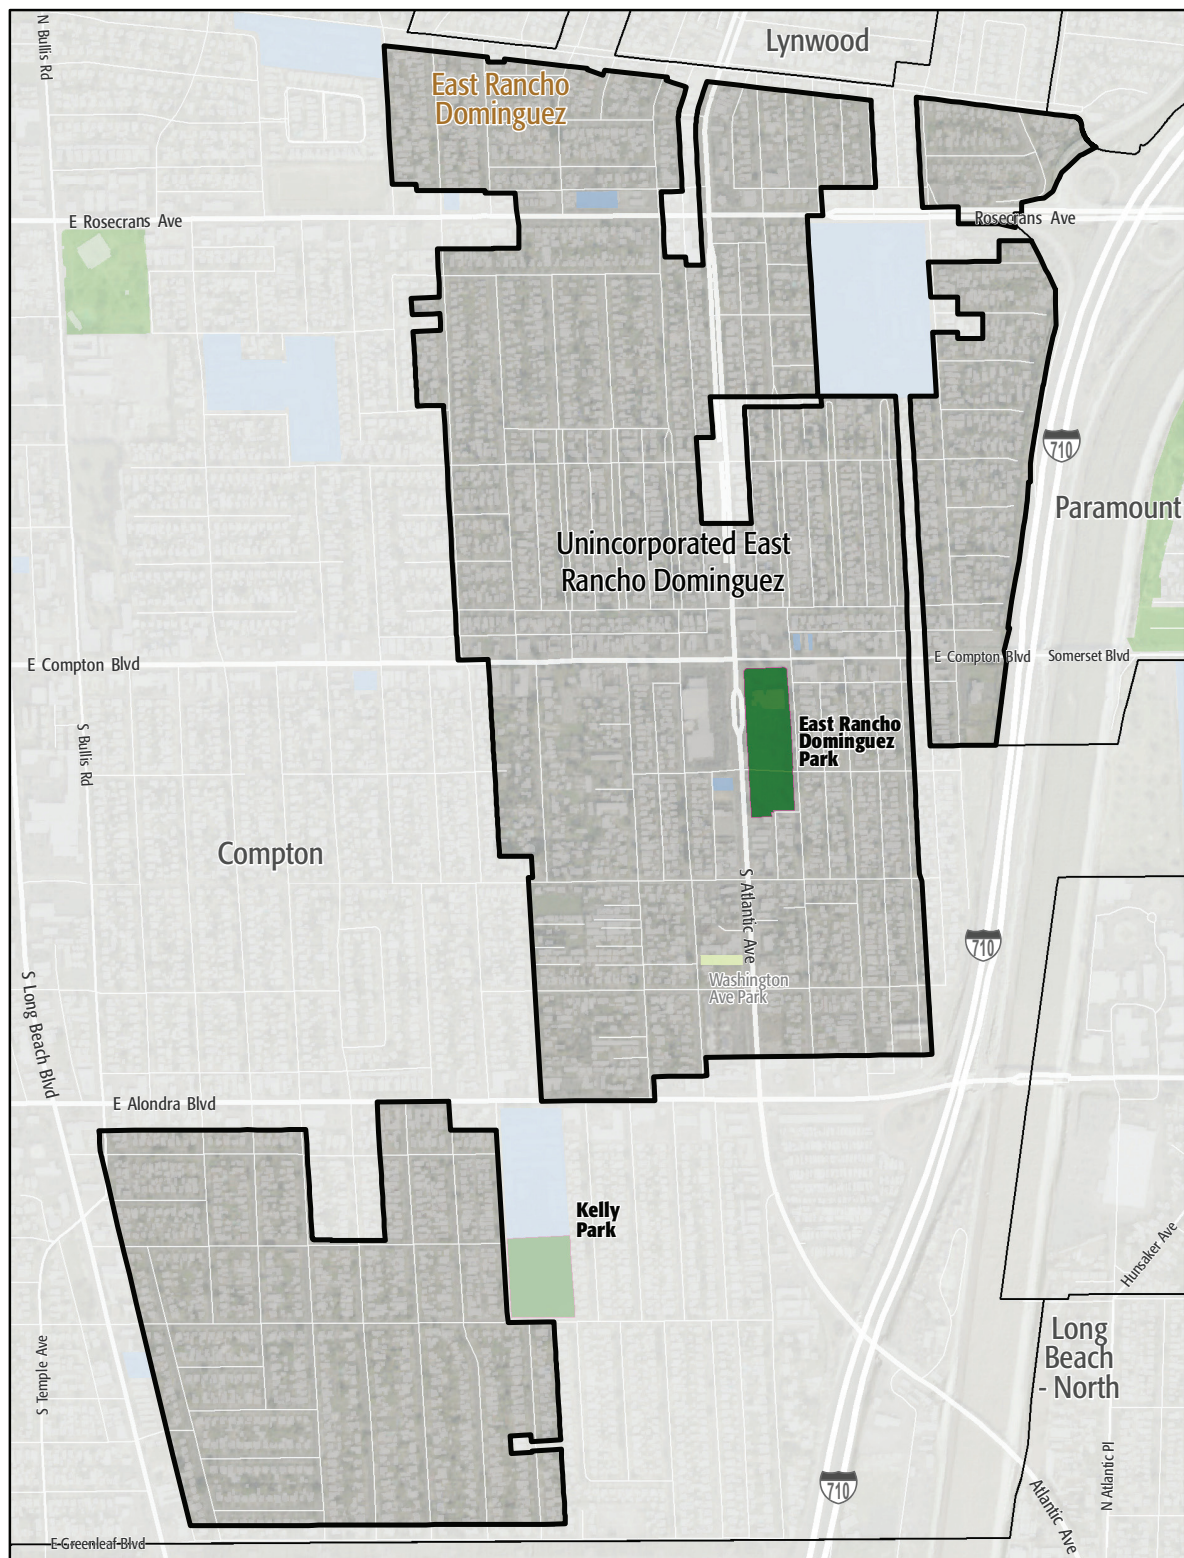 N Bullis Rd
Lynwood
East Rancho
Dominguez
E Rosecrans Ave
Rosecrans Ave
710
Paramount
Unincorporated East
Rancho Dominguez
E Compton Blvd
E Compton Blvd
Somerset Blvd
S Bullis Rd
East Rancho
Dominguez
Park
Compton
S Atlantic Ave
710
Washington
Ave Park
S Long Beach Blvd
E Alondra Blvd
Kelly
Park
Hunsaker Ave
Long
Beach
- North
S Temple Ave
N Atlantic Pl
710
Atlantic Ave
E Greenleaf Blvd